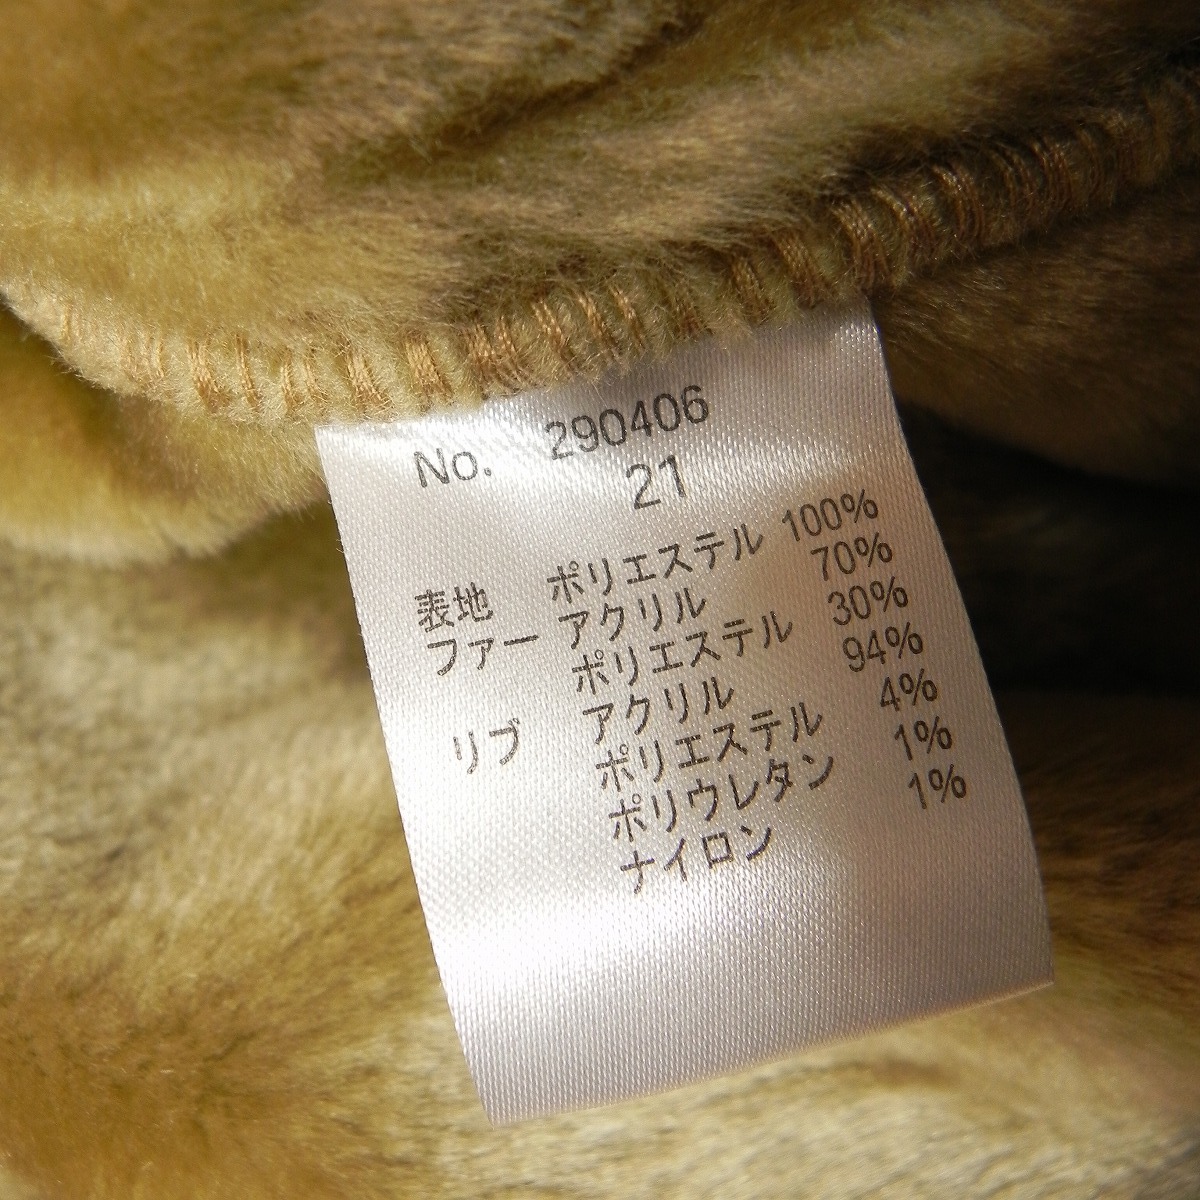 No. 290406
21
表地 ポリエステル 100%
ファー アクリル 70%
ポリエステル 30%
リブ アクリル 94%
ポリエステル 4%
ポリウレタン 1%
ナイロン 1%